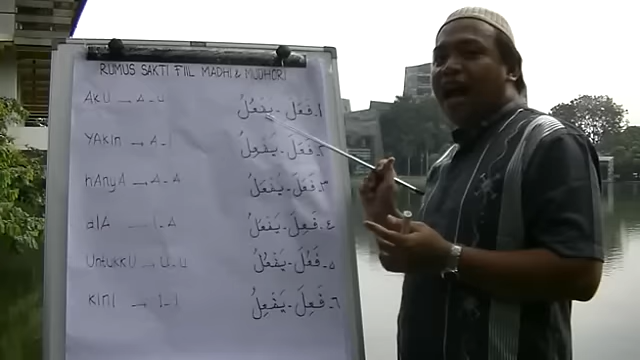 RUMUS SAKTI FIIL MADHI & MUDHORI
AKU → A - U ١. فَعَلَ - يَفْعُلُ
YAKIN → A - I ٢. فَعَلَ - يَفْعِلُ
HANYA → A - A ٣. فَعَلَ - يَفْعَلُ
dIA → I - A ٤. فَعِلَ - يَفْعَلُ
UNTUKKU → U - U ٥. فَعُلَ - يَفْعُلُ
KINI → I - I ٦. فَعِلَ - يَفْعِلُ